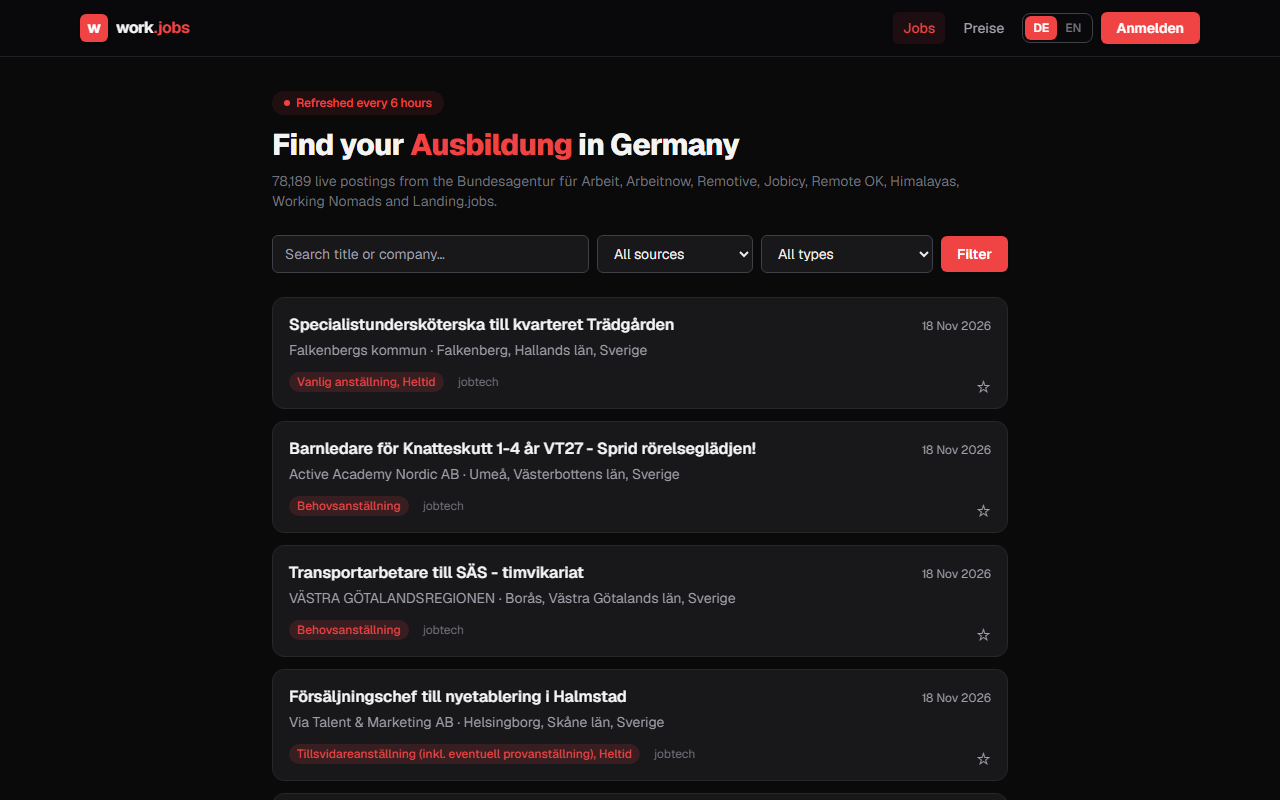 w work.jobs
Jobs Preise DE EN Anmelden
Refreshed every 6 hours
Find your Ausbildung in Germany
78,189 live postings from the Bundesagentur für Arbeit, Arbeitnow, Remotive, Jobicy, Remote OK, Himalayas,
Working Nomads and Landing.jobs.
Search title or company... All sources All types Filter
Specialistundersköterska till kvarteret Trädgården 18 Nov 2026
Falkenbergs kommun · Falkenberg, Hallands län, Sverige
Vanlig anställning, Heltid jobtech
Barnledare för Knatteskutt 1-4 år VT27 - Sprid rörelseglädjen! 18 Nov 2026
Active Academy Nordic AB · Umeå, Västerbottens län, Sverige
Behovsanställning jobtech
Transportarbetare till SÄS - timvikariat 18 Nov 2026
VÄSTRA GÖTALANDSREGIONEN · Borås, Västra Götalands län, Sverige
Behovsanställning jobtech
Försäljningschef till nyetablering i Halmstad 18 Nov 2026
Via Talent & Marketing AB · Helsingborg, Skåne län, Sverige
Tillsvidareanställning (inkl. eventuell provanställning), Heltid jobtech